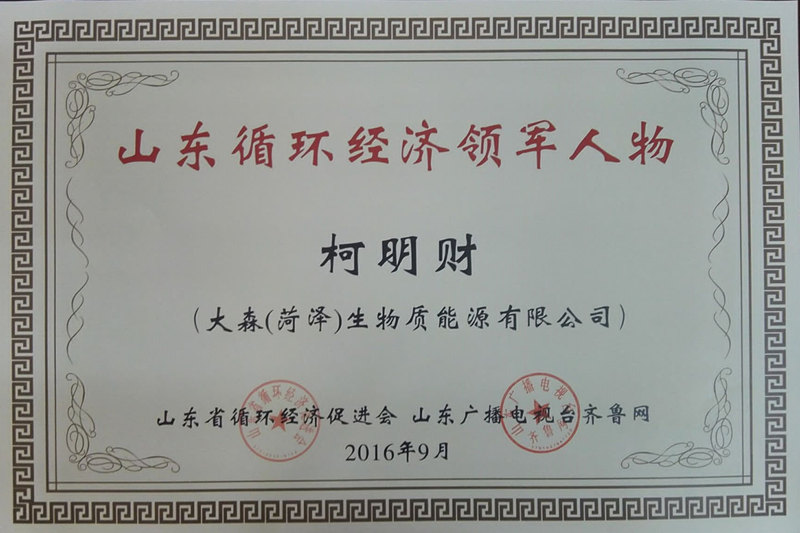 山东循环经济领军人物
柯明财
（大森(菏泽)生物质能源有限公司）
山东省循环经济促进会 山东广播电视台齐鲁网
2016年9月